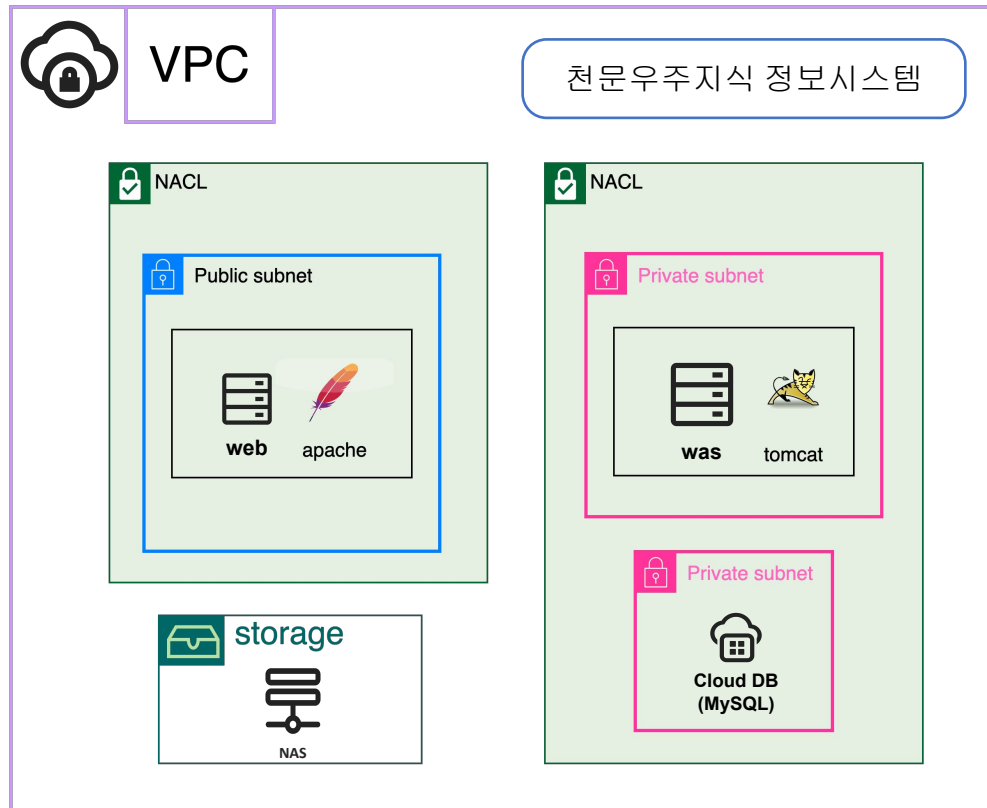 VPC
천문우주지식 정보시스템
NACL
Public subnet
web
apache
storage
NAS
NACL
Private subnet
was
tomcat
Private subnet
Cloud DB
(MySQL)